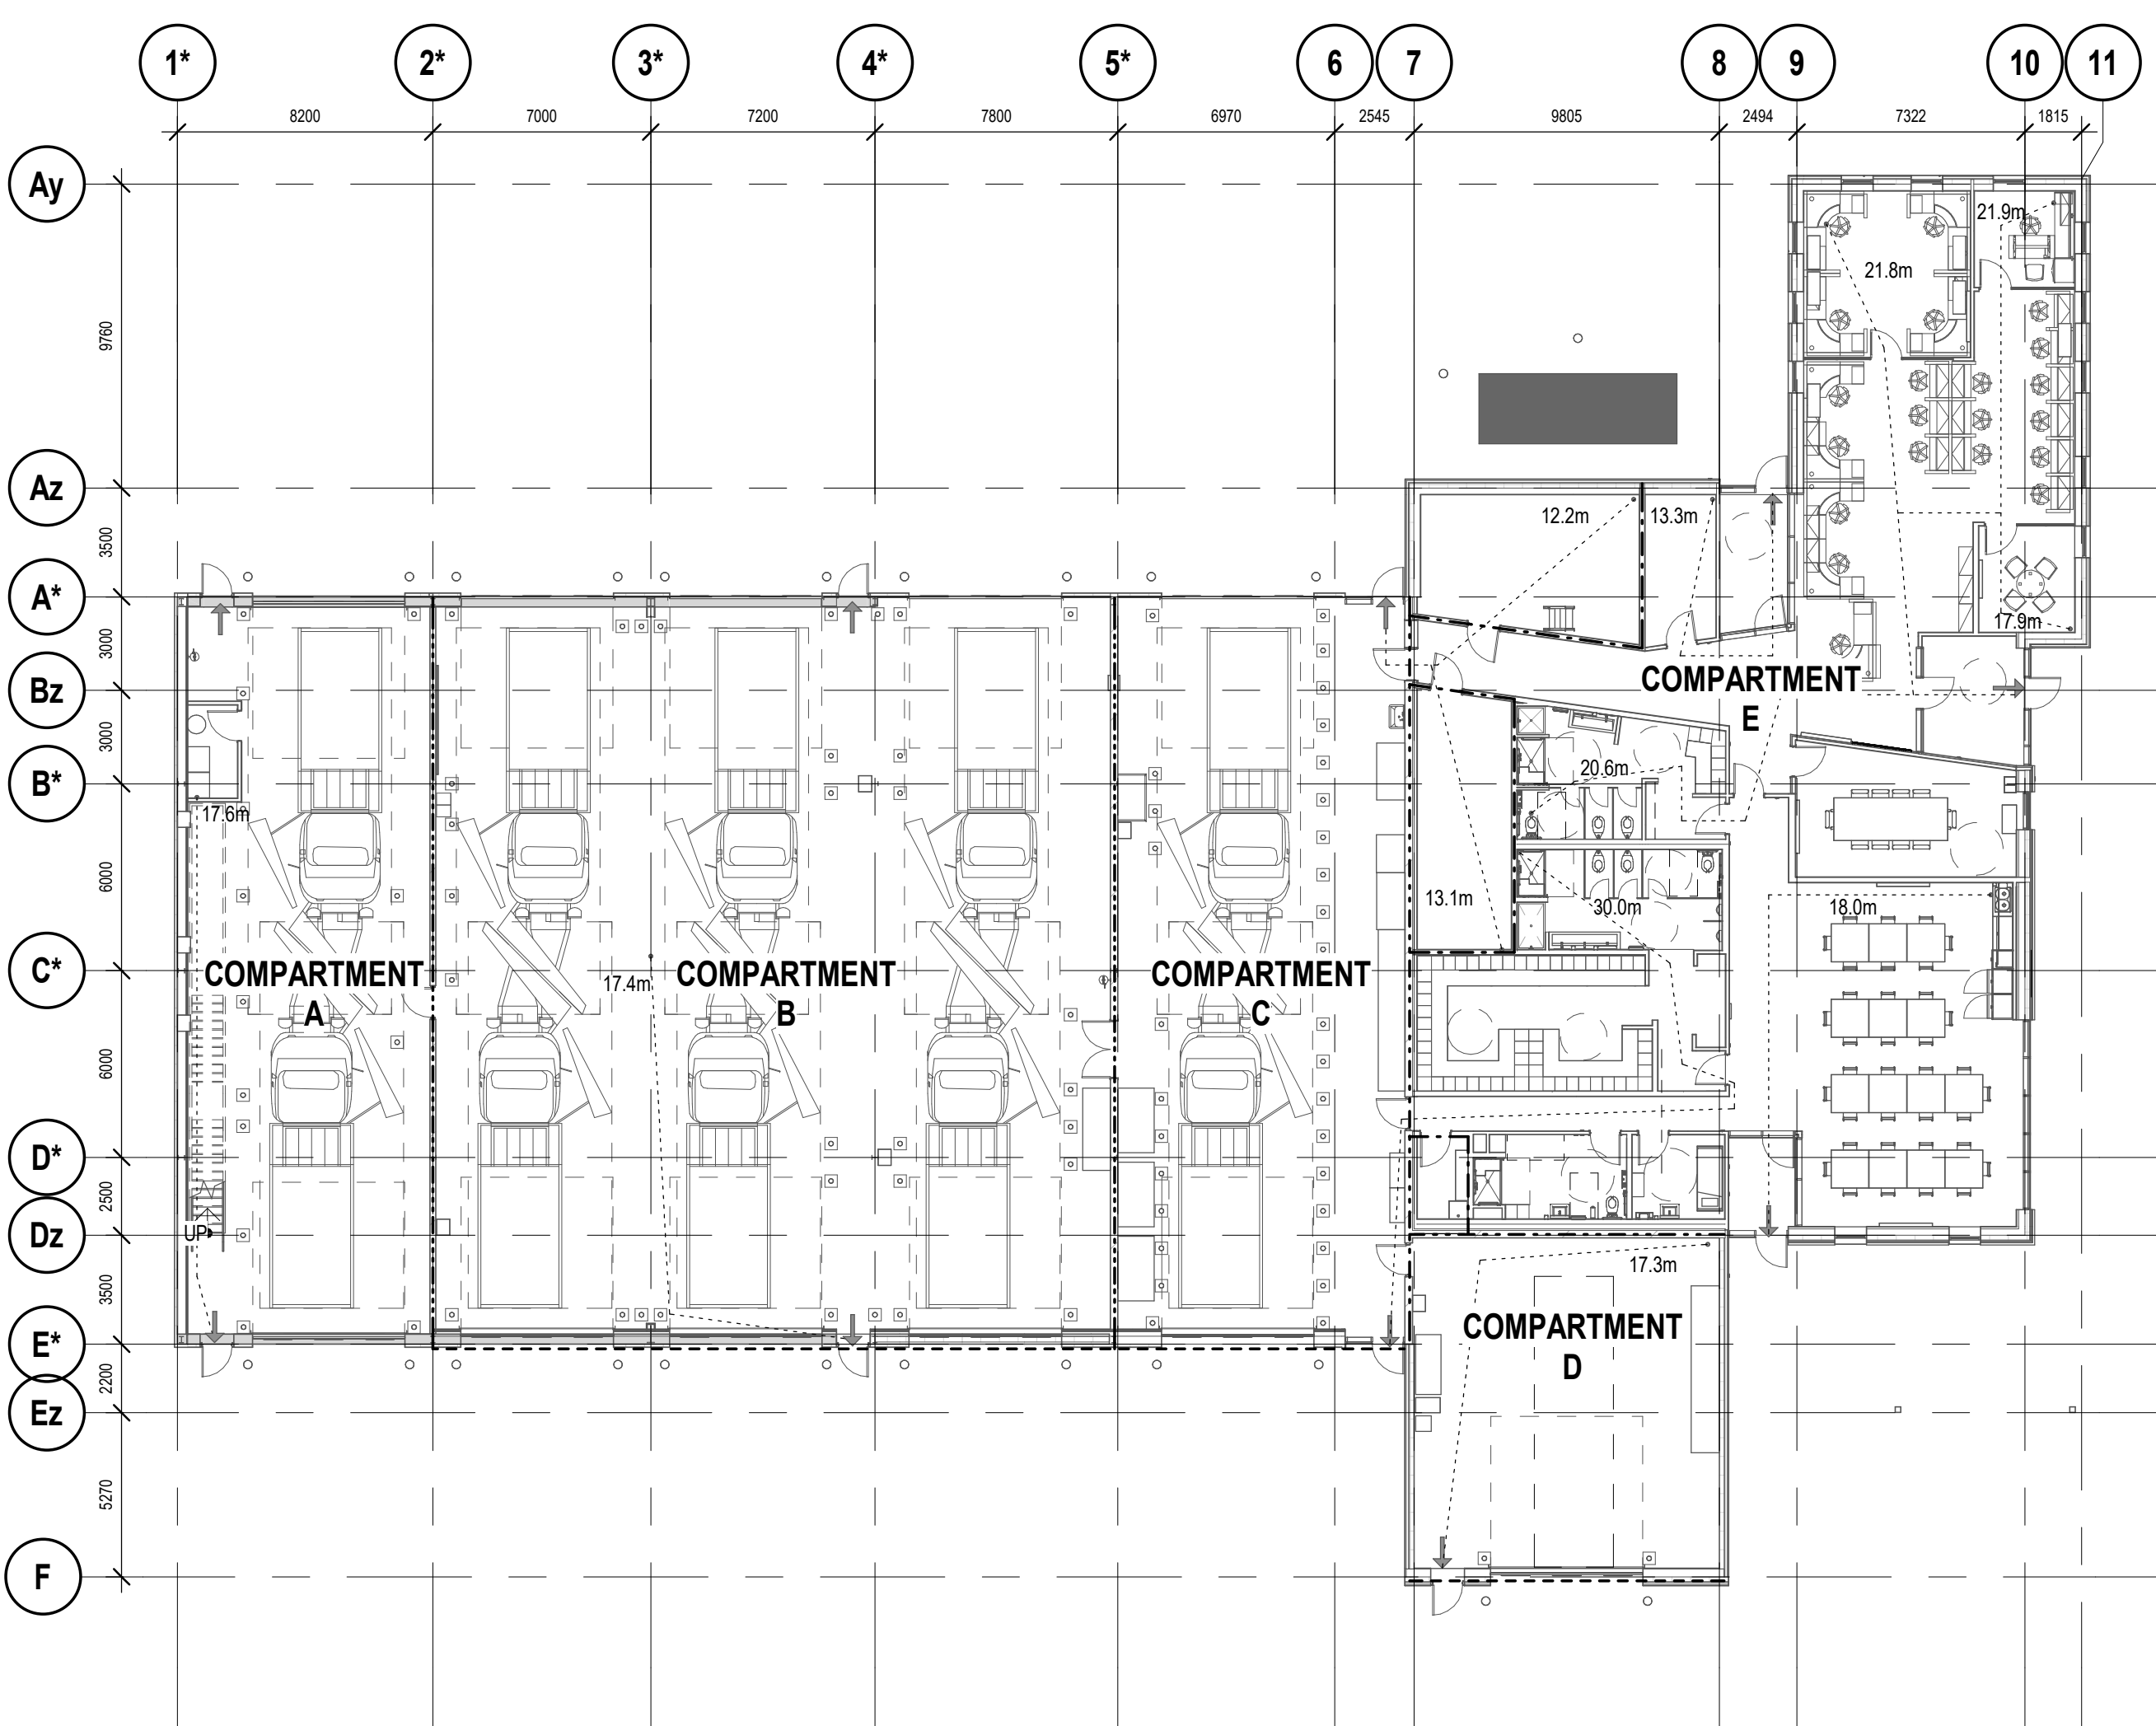 1*
2*
3*
4*
5*
6
7
8
9
10
11
8200
7000
7200
7800
6970
2545
9805
2494
7322
1815
Ay
9760
Az
3500
A*
3000
Bz
3000
B*
6000
C*
6000
D*
2500
Dz
3500
E*
2200
Ez
5270
F
21.9m
21.8m
12.2m
13.3m
17.9m
COMPARTMENT
E
20.6m
17.6m
13.1m
30.0m
18.0m
COMPARTMENT
A
17.4m
COMPARTMENT
B
COMPARTMENT
C
UP
17.3m
COMPARTMENT
D